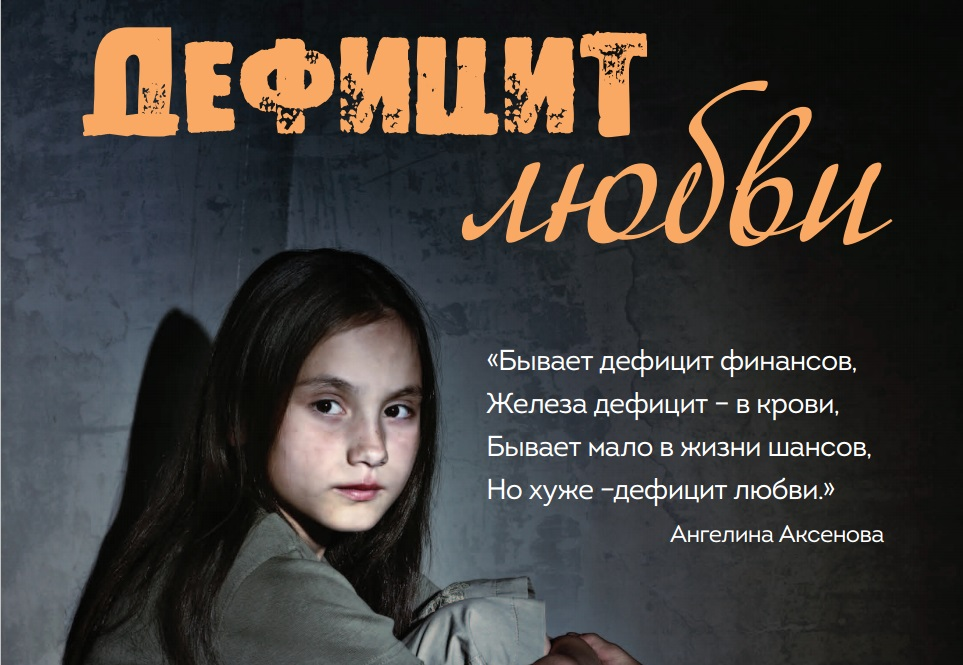 Дефицит
любви
«Бывает дефицит финансов,
Железа дефицит – в крови,
Бывает мало в жизни шансов,
Но хуже –дефицит любви.»
Ангелина Аксенова